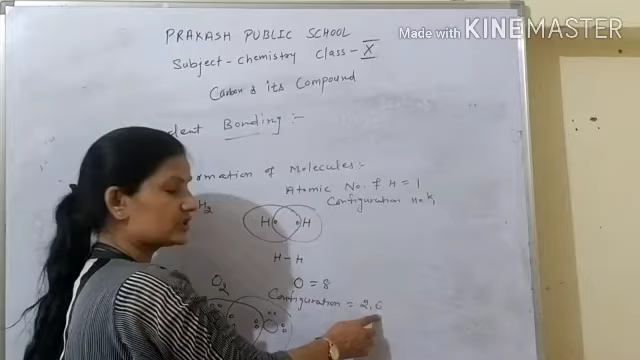 Made with KINEMASTER
PRAKASH PUBLIC SCHOOL
Subject - chemistry class - X
Carbon & its Compound
lent Bonding :-
ormation of Molecules :-
Atomic No. of H = 1
Configuration
H2
H H
H - H
O2
O = 8
Configuration = 2, 6